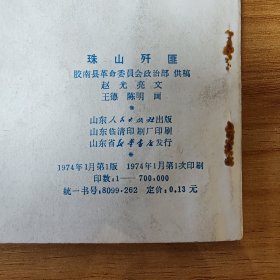 珠山歼匪
胶南县革命委员会政治部 供稿
赵光亮 文
王德 陈明 画
山东人民出版社出版
山东临清印刷厂印刷
山东省新华书店发行
1974年1月第1版 1974年1月第1次印刷
印数:1—700,000
统一书号:8099·262 定价:0.13元